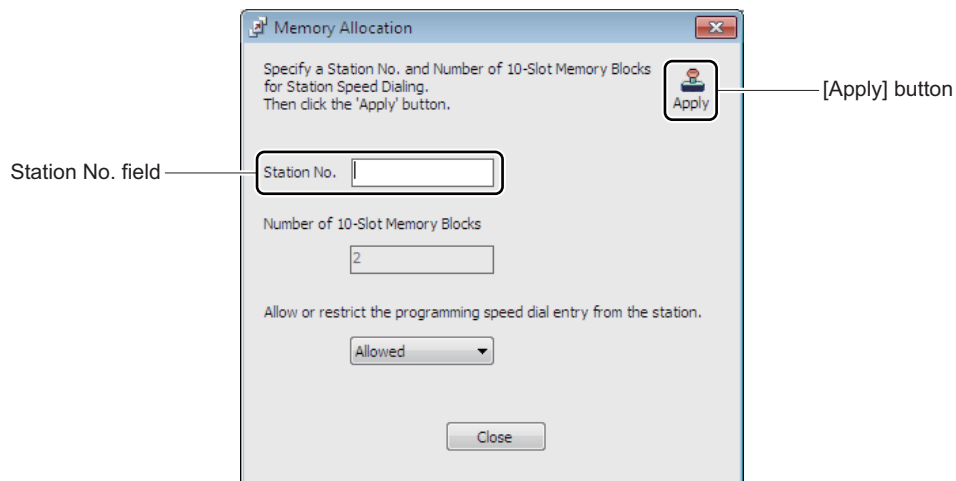 Memory Allocation
Specify a Station No. and Number of 10-Slot Memory Blocks
for Station Speed Dialing.
Then click the 'Apply' button.
Apply
[Apply] button
Station No. field
Station No.
Number of 10-Slot Memory Blocks
2
Allow or restrict the programming speed dial entry from the station.
Allowed
Close